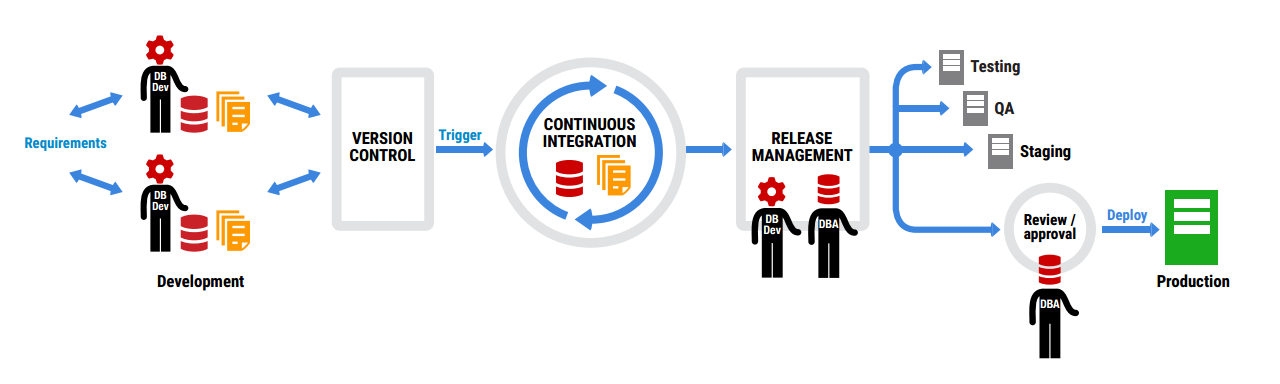 Requirements
DB
Dev
DB
Dev
Development
VERSION
CONTROL
Trigger
CONTINUOUS
INTEGRATION
RELEASE
MANAGEMENT
DB
Dev
DBA
Testing
QA
Staging
Review /
approval
DBA
Deploy
Production